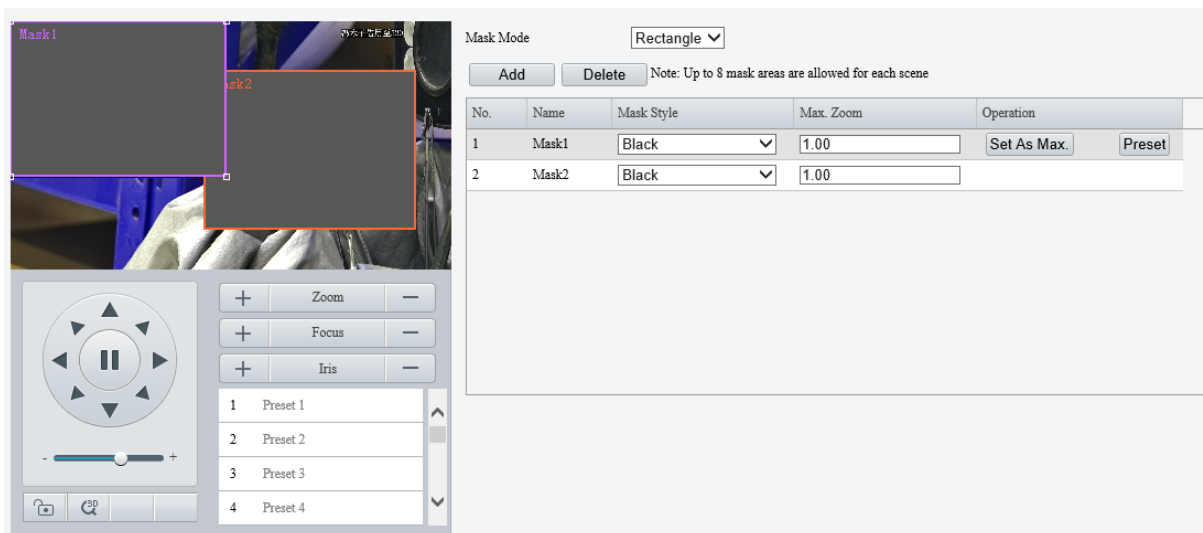 Mask1
ask2
Mask Mode
Rectangle
Add Delete Note: Up to 8 mask areas are allowed for each scene
No. Name Mask Style Max. Zoom Operation
1 Mask1 Black 1.00 Set As Max. Preset
2 Mask2 Black 1.00
+ Zoom —
+ Focus —
+ Iris —
- +
3D
1 Preset 1
2 Preset 2
3 Preset 3
4 Preset 4